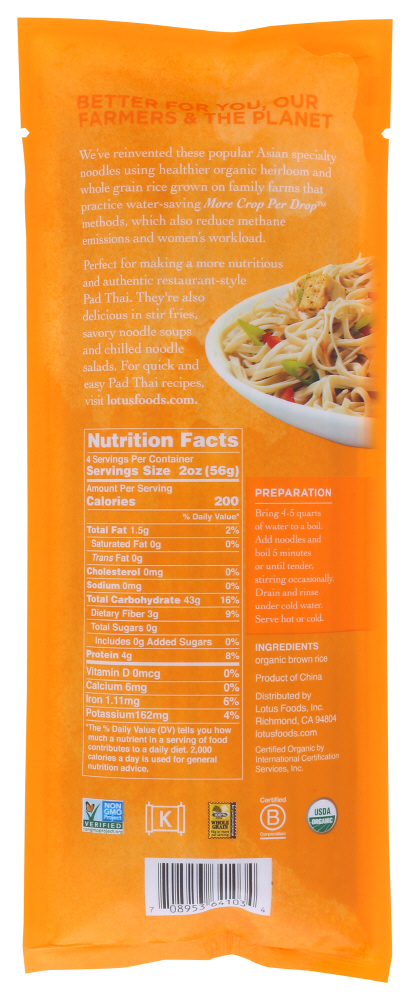 BETTER FOR YOU, OUR
FARMERS & THE PLANET
We've reinvented these popular Asian specialty
noodles using healthier organic heirloom and
whole grain rice grown on family farms that
practice water-saving More Crop Per Drop™
methods, which also reduce methane
emissions and women's workload.
Perfect for making a more nutritious
and authentic restaurant-style
Pad Thai. They're also
delicious in stir fries,
savory noodle soups
and chilled noodle
salads. For quick and
easy Pad Thai recipes,
visit lotusfoods.com.
Nutrition Facts
4 Servings Per Container
Servings Size 2oz (56g)
Amount Per Serving
Calories 200
% Daily Value*
Total Fat 1.5g 2%
Saturated Fat 0g 0%
Trans Fat 0g
Cholesterol 0mg 0%
Sodium 0mg 0%
Total Carbohydrate 43g 16%
Dietary Fiber 3g 9%
Total Sugars 0g
Includes 0g Added Sugars 0%
Protein 4g 8%
Vitamin D 0mcg 0%
Calcium 6mg 0%
Iron 1.11mg 6%
Potassium 162mg 4%
*The % Daily Value (DV) tells you how
much a nutrient in a serving of food
contributes to a daily diet. 2,000
calories a day is used for general
nutrition advice.
PREPARATION
Bring 4-5 quarts
of water to a boil.
Add noodles and
boil 5 minutes
or until tender,
stirring occasionally.
Drain and rinse
under cold water.
Serve hot or cold.
INGREDIENTS
organic brown rice
Product of China
Distributed by
Lotus Foods, Inc.
Richmond, CA 94804
lotusfoods.com
Certified Organic by
International Certification
Services, Inc.
NON
GMO
Project
VERIFIED
K
100%
WHOLE
GRAIN
Certified
B
Corporation
USDA
ORGANIC
7 08953 64103 4